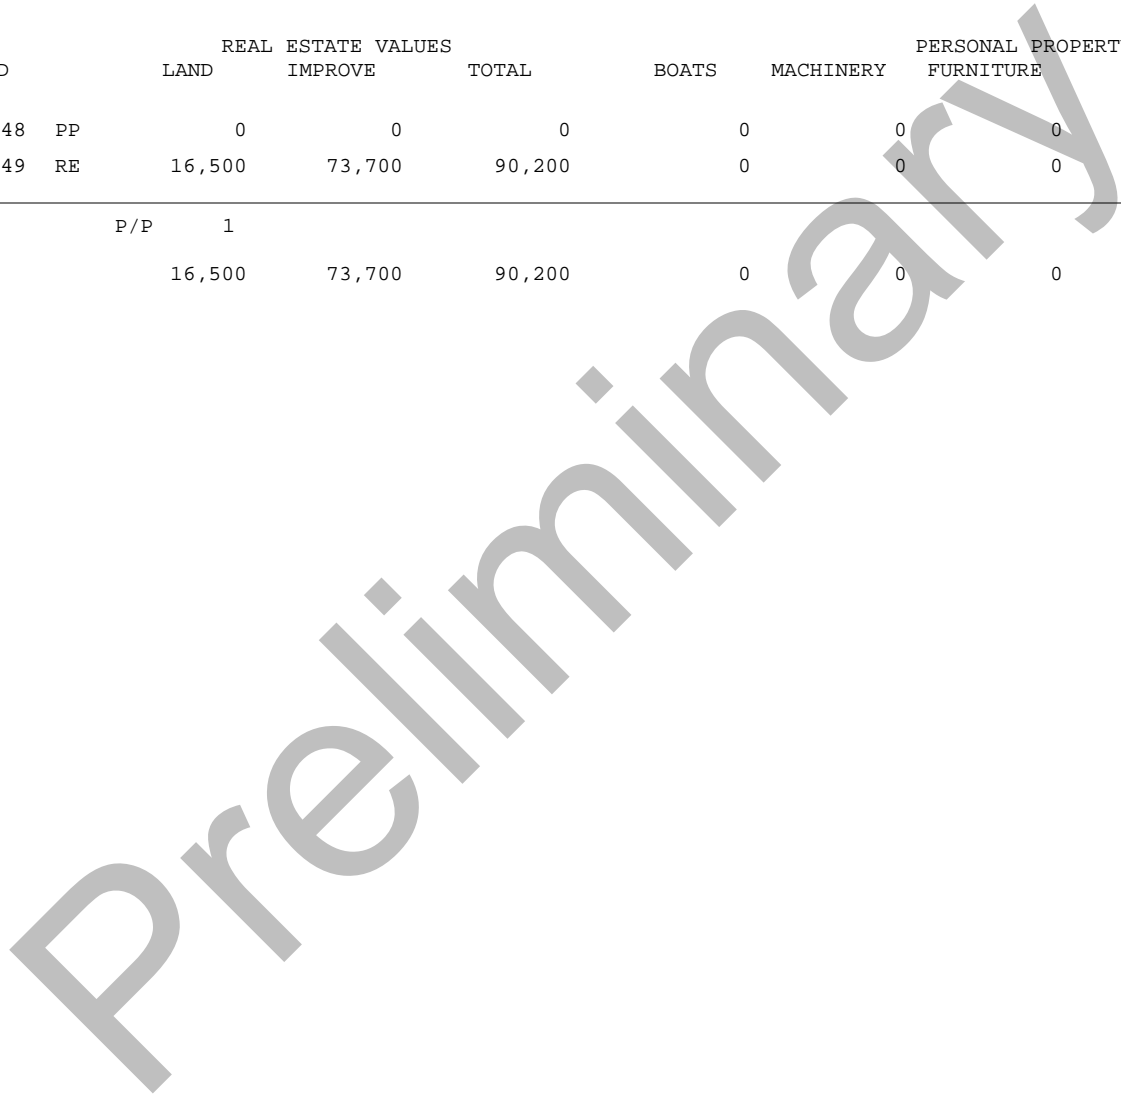 REAL ESTATE VALUES PERSONAL PROPERT
D LAND IMPROVE TOTAL BOATS MACHINERY FURNITURE
48 PP 0 0 0 0 0 0
49 RE 16,500 73,700 90,200 0 0 0
P/P 1
16,500 73,700 90,200 0 0 0
Preliminary